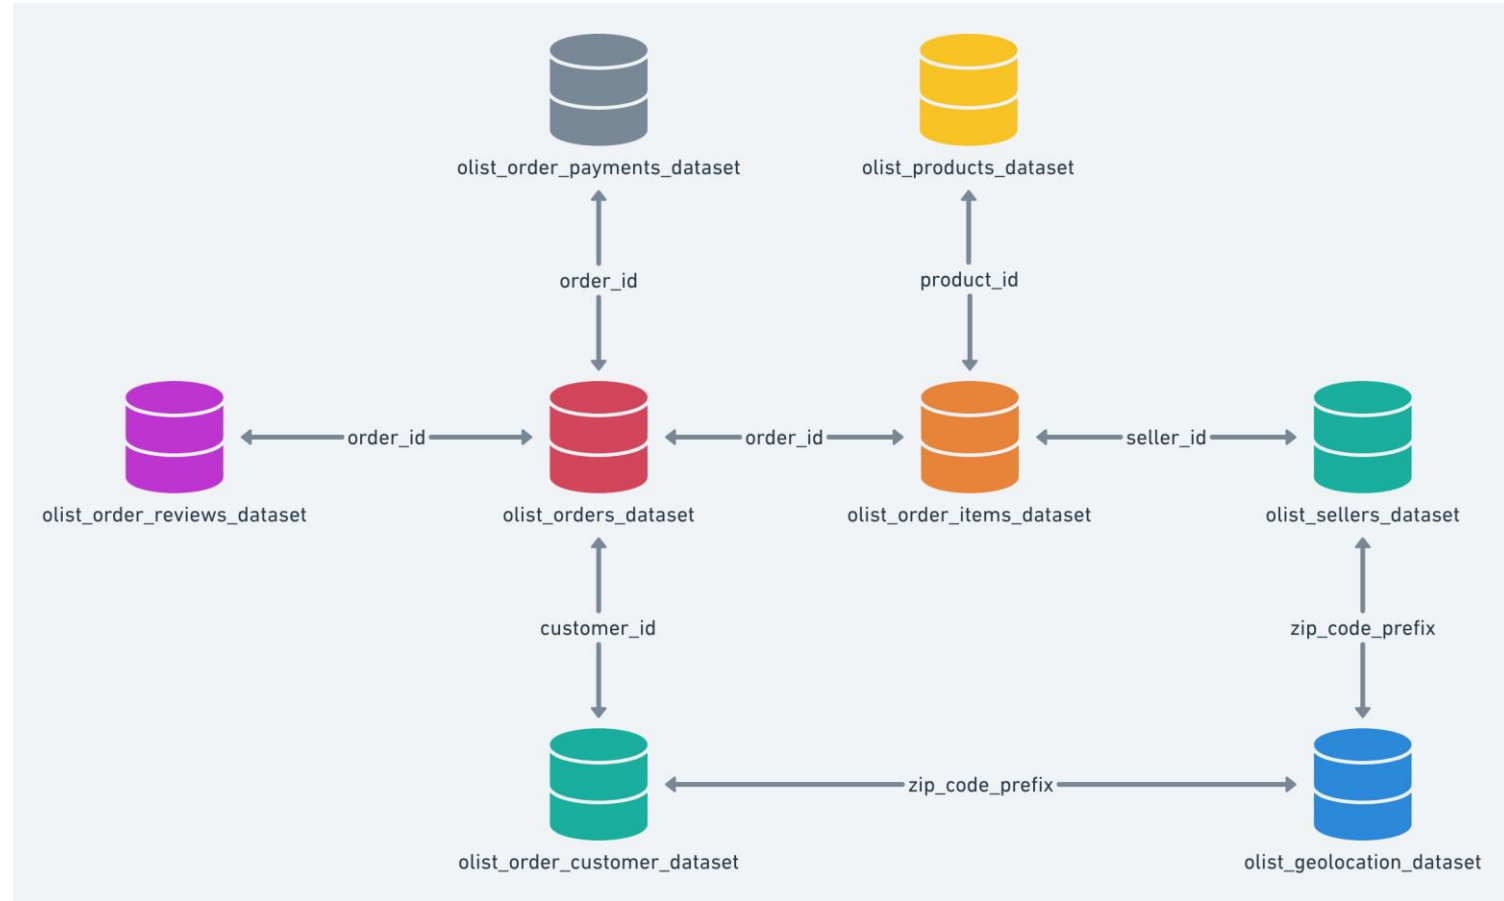 olist_order_payments_dataset
olist_products_dataset
order_id
product_id
order_id
order_id
seller_id
olist_order_reviews_dataset
olist_orders_dataset
olist_order_items_dataset
olist_sellers_dataset
customer_id
zip_code_prefix
zip_code_prefix
olist_order_customer_dataset
olist_geolocation_dataset